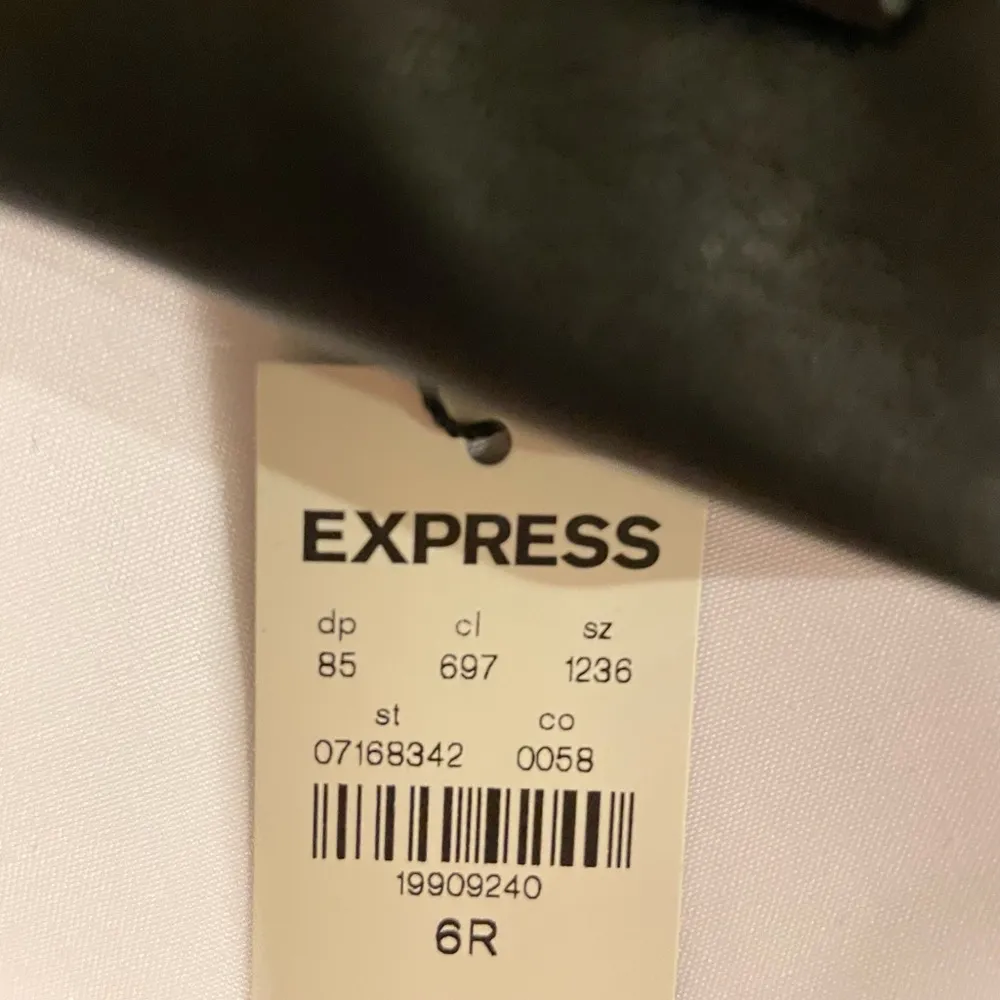 EXPRESS
dp cl sz
85 697 1236
st co
07168342 0058
19909240
6R